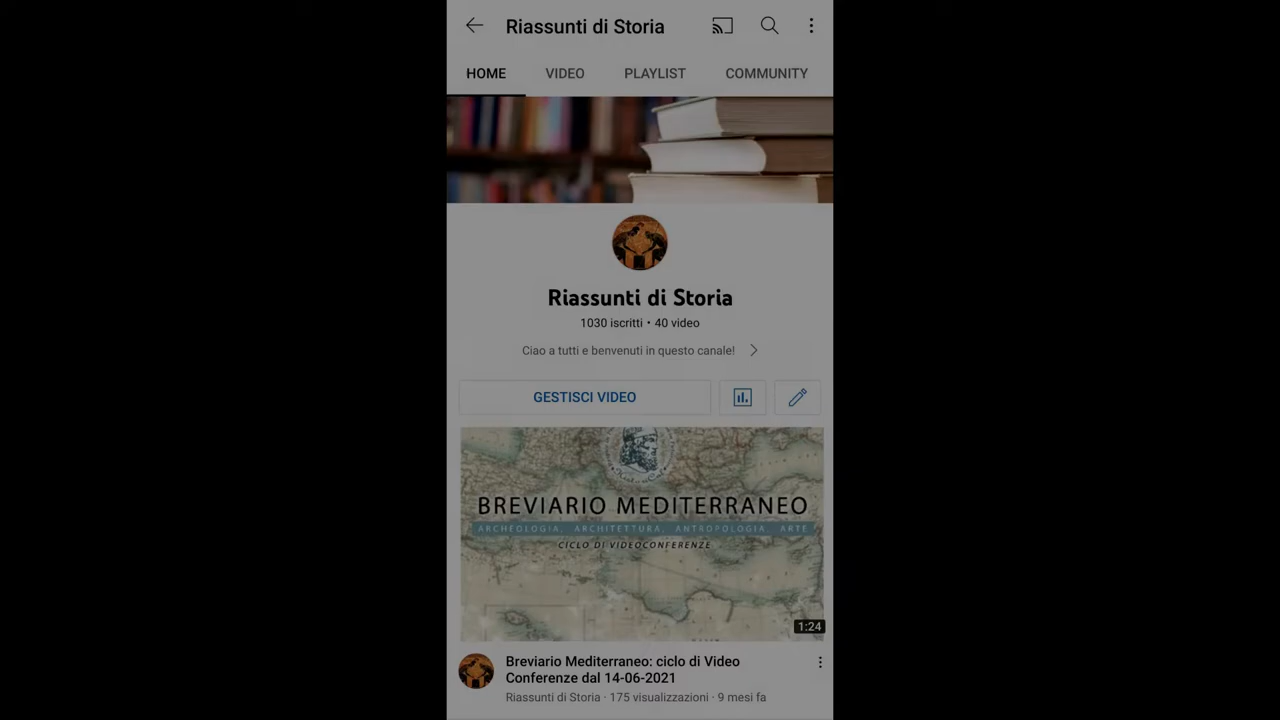 Riassunti di Storia
HOME VIDEO PLAYLIST COMMUNITY
Riassunti di Storia
1030 iscritti • 40 video
Ciao a tutti e benvenuti in questo canale!
GESTISCI VIDEO
BREVIARIO MEDITERRANEO
ARCHEOLOGIA, ARCHITETTURA, ANTROPOLOGIA, ARTE
CICLO DI VIDEOCONFERENZE
1:24
Breviario Mediterraneo: ciclo di Video
Conferenze dal 14-06-2021
Riassunti di Storia · 175 visualizzazioni · 9 mesi fa